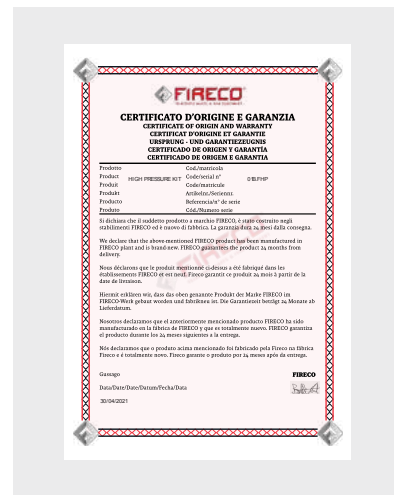 FIRECO
CERTIFICATO D'ORIGINE E GARANZIA
CERTIFICATE OF ORIGIN AND WARRANTY
CERTIFICAT D'ORIGINE ET GARANTIE
URSPRUNG - UND GARANTIEZEUGNIS
CERTIFICADO DE ORIGEN Y GARANTÍA
CERTIFICADO DE ORIGEM E GARANTIA
Prodotto Cod./matricola
Product HIGH PRESSURE KIT Code/serial n° 01B.FHP
Produit Code/matricule
Produkt Artikelnr./Seriennr.
Producto Referencia/n° de serie
Produto Cód./Numero serie
Si dichiara che il suddetto prodotto a marchio FIRECO, è stato costruito negli
stabilimenti FIRECO ed è nuovo di fabbrica. La garanzia dura 24 mesi dalla consegna.
We declare that the above-mentioned FIRECO product has been manufactured in
FIRECO plant and is brand-new. FIRECO guarantees the product 24 months from
delivery.
Nous déclarons que le produit mentionné ci-dessus a été fabriqué dans les
établissements FIRECO et est neuf. Fireco garantit ce produit 24 mois à partir de la
date de livraison.
Hiermit erklären wir, dass das oben genannte Produkt der Marke FIRECO im
FIRECO-Werk gebaut worden und fabrikneu ist. Die Garantiezeit beträgt 24 Monate ab
Lieferdatum.
Nosotros declaramos que el anteriormente mencionado producto FIRECO ha sido
manufacturado en la fábrica de FIRECO y que es totalmente nuevo. FIRECO garantiza
el producto durante los 24 meses siguientes a la entrega.
Nós declaramos que o produto acima mencionado foi fabricado pela Fireco na fábrica
Fireco e é totalmente novo. Fireco garante o produto por 24 meses após da entrega.
Gussago FIRECO
Data/Date/Date/Datum/Fecha/Data
30/04/2021